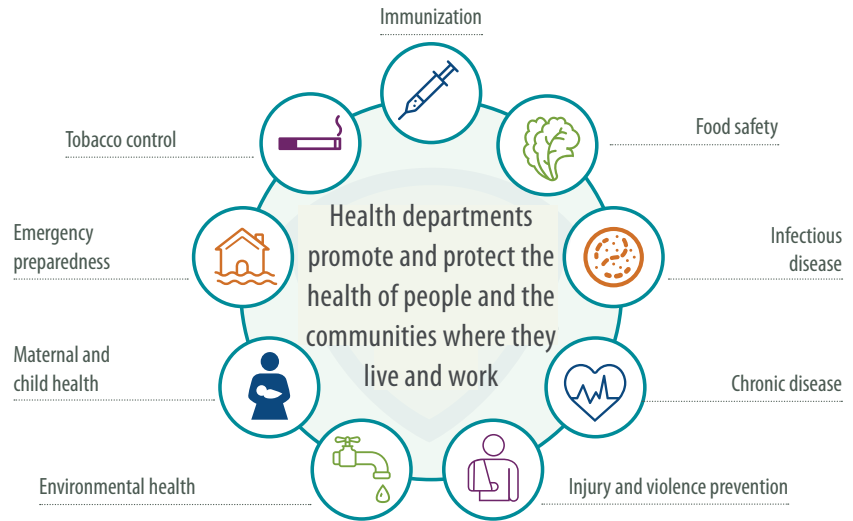 Immunization
Tobacco control
Food safety
Emergency
preparedness
Infectious
disease
Health departments
promote and protect the
health of people and the
communities where they
live and work
Maternal and
child health
Chronic disease
Environmental health
Injury and violence prevention